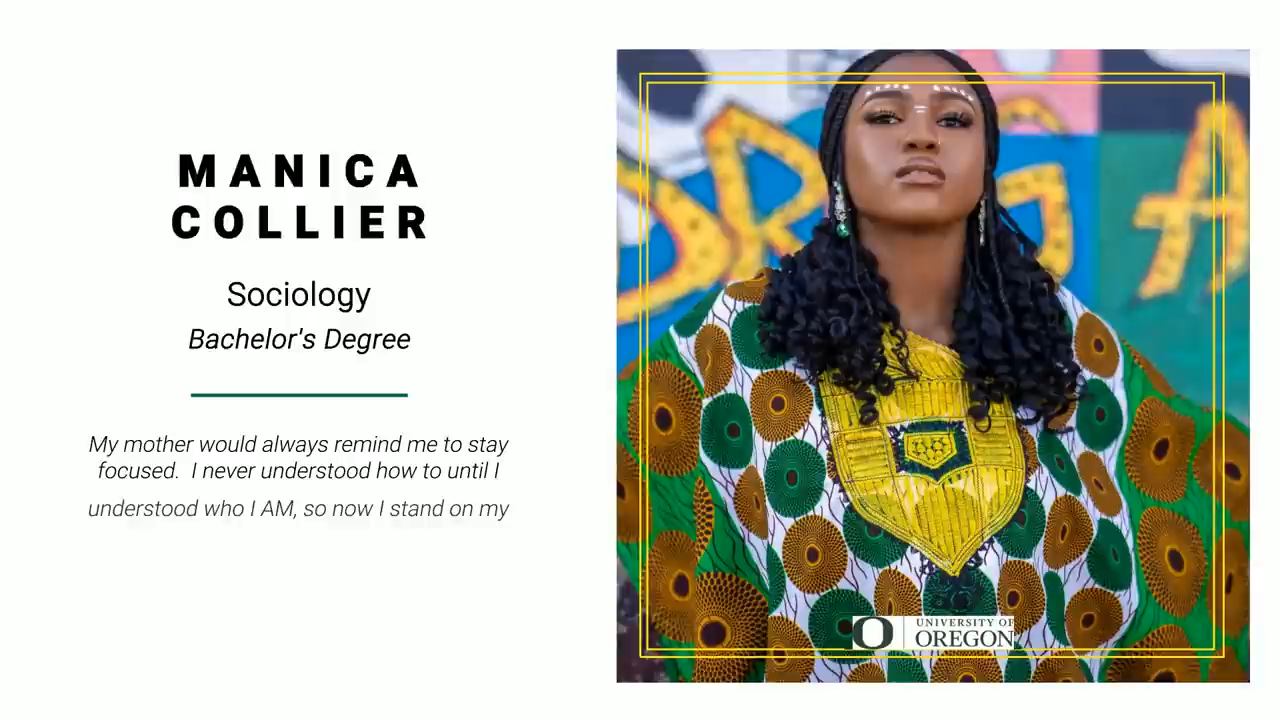 MANICA
COLLIER
Sociology
Bachelor's Degree
My mother would always remind me to stay
focused.  I never understood how to until I
understood who I AM, so now I stand on my
O UNIVERSITY OF
OREGON